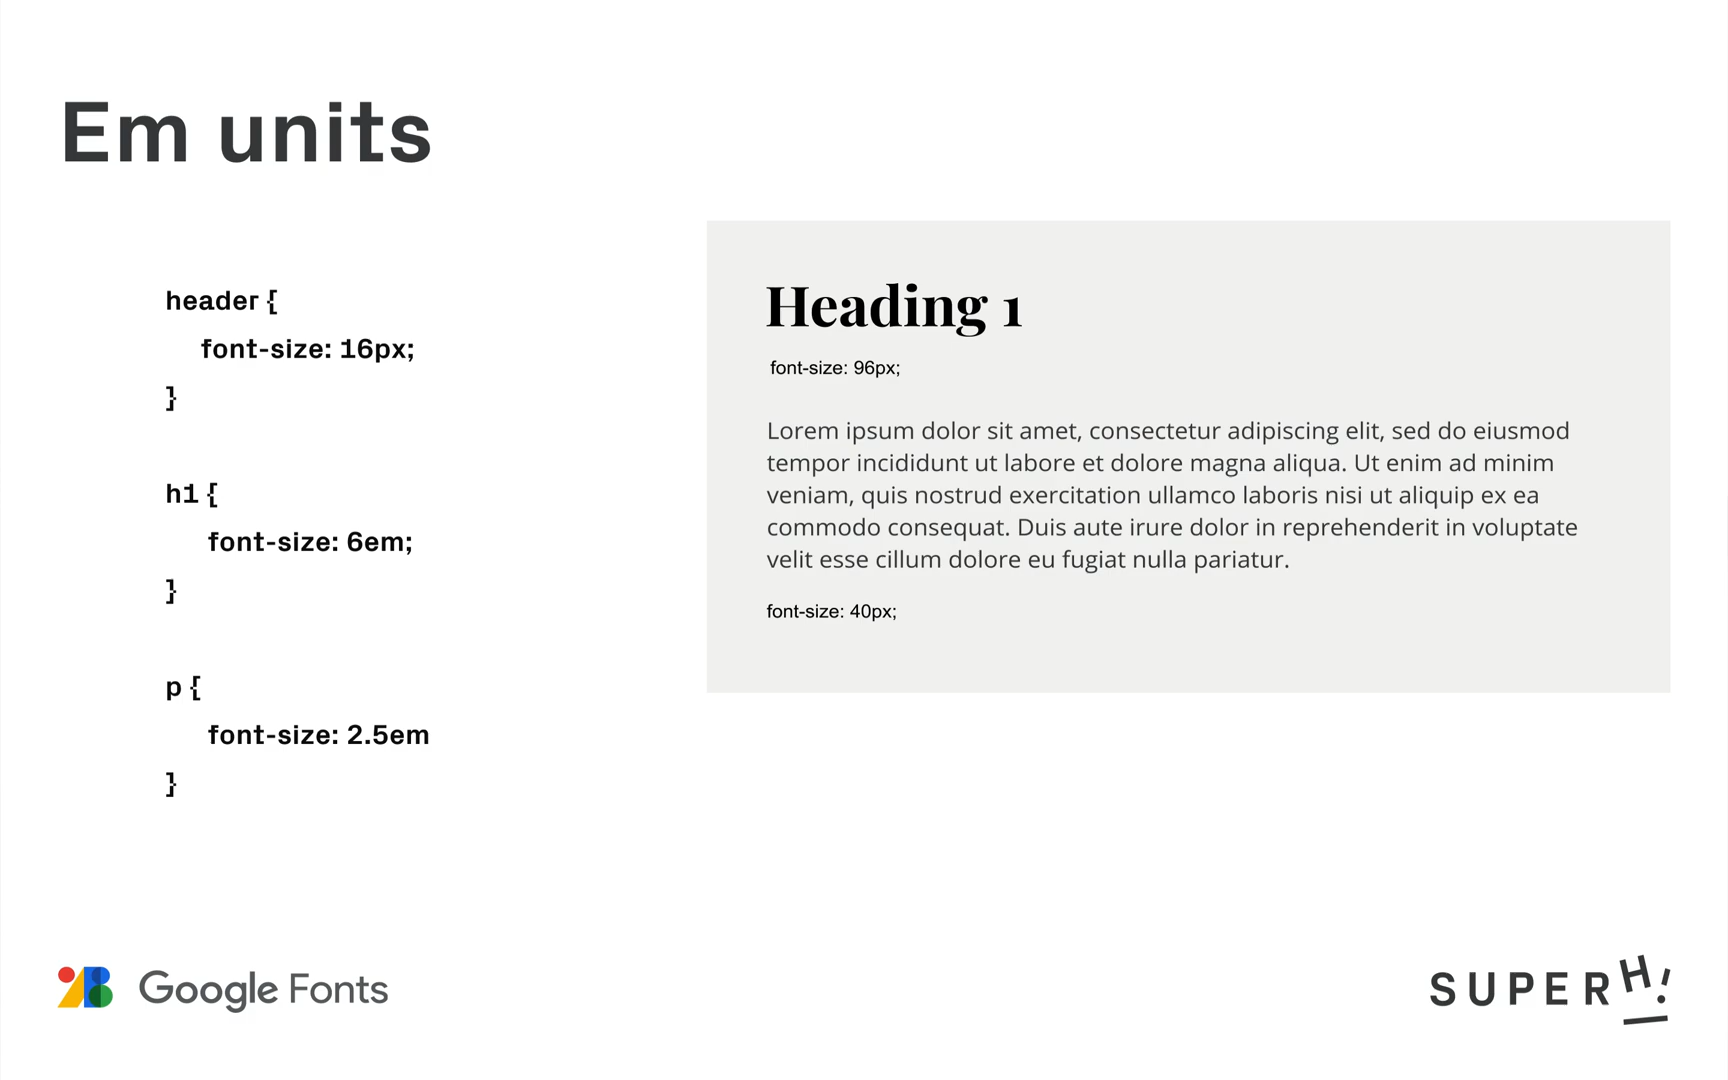 Em units
header {
font-size: 16px;
}
h1 {
font-size: 6em;
}
p {
font-size: 2.5em
}
Heading 1
font-size: 96px;
Lorem ipsum dolor sit amet, consectetur adipiscing elit, sed do eiusmod
tempor incididunt ut labore et dolore magna aliqua. Ut enim ad minim
veniam, quis nostrud exercitation ullamco laboris nisi ut aliquip ex ea
commodo consequat. Duis aute irure dolor in reprehenderit in voluptate
velit esse cillum dolore eu fugiat nulla pariatur.
font-size: 40px;
Google Fonts
SUPERH!